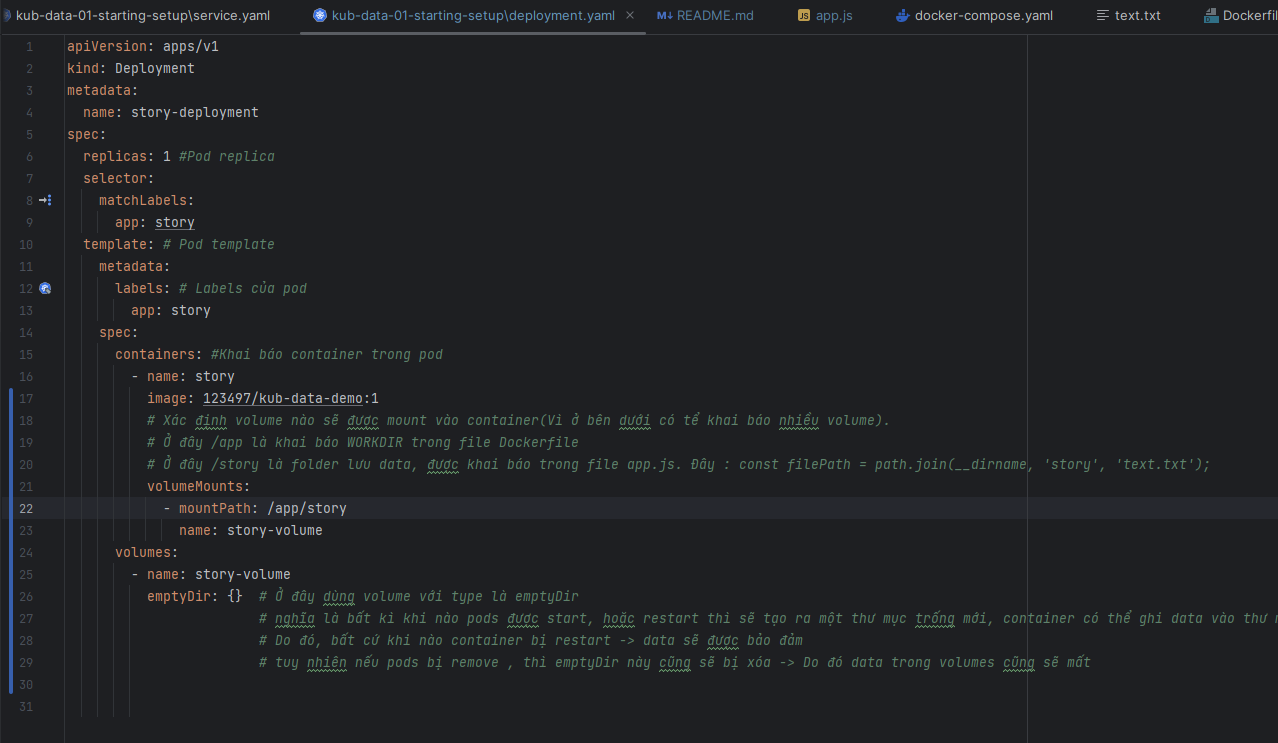 kub-data-01-starting-setup\service.yaml
kub-data-01-starting-setup\deployment.yaml
M↓ README.md
JS app.js
docker-compose.yaml
text.txt
Dockerfil
1 apiVersion: apps/v1
2 kind: Deployment
3 metadata:
4 name: story-deployment
5 spec:
6 replicas: 1 #Pod replica
7 selector:
8 matchLabels:
9 app: story
10 template: # Pod template
11 metadata:
12 labels: # Labels của pod
13 app: story
14 spec:
15 containers: #Khai báo container trong pod
16 - name: story
17 image: 123497/kub-data-demo:1
18 # Xác định volume nào sẽ được mount vào container(Vì ở bên dưới có tể khai báo nhiều volume).
19 # Ở đây /app là khai báo WORKDIR trong file Dockerfile
20 # Ở đây /story là folder lưu data, được khai báo trong file app.js. Đây : const filePath = path.join(__dirname, 'story', 'text.txt');
21 volumeMounts:
22 - mountPath: /app/story
23 name: story-volume
24 volumes:
25 - name: story-volume
26 emptyDir: {} # Ở đây dùng volume với type là emptyDir
27 # nghĩa là bất kì khi nào pods được start, hoặc restart thì sẽ tạo ra một thư mục trống mới, container có thể ghi data vào thư
28 # Do đó, bất cứ khi nào container bị restart -> data sẽ được bảo đảm
29 # tuy nhiên nếu pods bị remove , thì emptyDir này cũng sẽ bị xóa -> Do đó data trong volumes cũng sẽ mất
30
31